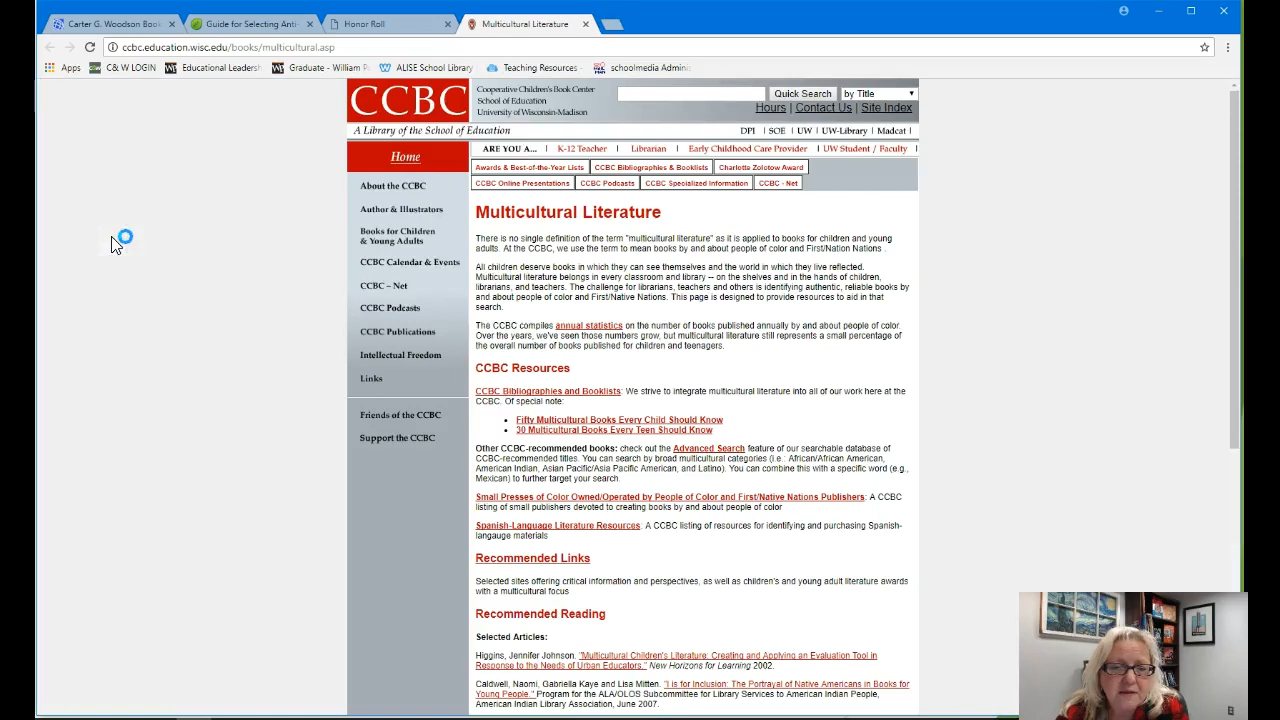 Carter G. Woodson Book
Guide for Selecting Anti-
Honor Roll
Multicultural Literature
ccbc.education.wisc.edu/books/multicultural.asp
Apps
C& W LOGIN
Educational Leadersh
Graduate - William P
ALISE School Library
Teaching Resources -
schoolmedia Admini
CCBC
Cooperative Children's Book Center
School of Education
University of Wisconsin-Madison
Quick Search
by Title
Hours | Contact Us | Site Index
A Library of the School of Education
DPI | SOE | UW | UW-Library | Madcat |
Home
ARE YOU A... | K-12 Teacher | Librarian | Early Childhood Care Provider | UW Student / Faculty |
Awards & Best-of-the-Year Lists
CCBC Bibliographies & Booklists
Charlotte Zolotow Award
CCBC Online Presentations
CCBC Podcasts
CCBC Specialized Information
CCBC - Net
About the CCBC
Author & Illustrators
Books for Children
& Young Adults
CCBC Calendar & Events
CCBC – Net
CCBC Podcasts
CCBC Publications
Intellectual Freedom
Links
Friends of the CCBC
Support the CCBC
Multicultural Literature
There is no single definition of the term "multicultural literature" as it is applied to books for children and young
adults. At the CCBC, we use the term to mean books by and about people of color and First/Nation Nations .
All children deserve books in which they can see themselves and the world in which they live reflected.
Multicultural literature belongs in every classroom and library -- on the shelves and in the hands of children,
librarians, and teachers. The challenge for librarians, teachers and others is identifying authentic, reliable books by
and about people of color and First/Native Nations. This page is designed to provide resources to aid in that
search.
The CCBC compiles annual statistics on the number of books published annually by and about people of color.
Over the years, we've seen those numbers grow, but multicultural literature still represents a small percentage of
the overall number of books published for children and teenagers.
CCBC Resources
CCBC Bibliographies and Booklists: We strive to integrate multicultural literature into all of our work here at the
CCBC. Of special note:
• Fifty Multicultural Books Every Child Should Know
• 30 Multicultural Books Every Teen Should Know
Other CCBC-recommended books: check out the Advanced Search feature of our searchable database of
CCBC-recommended titles. You can search by broad multicultural categories (i.e.: African/African American,
American Indian, Asian Pacific/Asia Pacific American, and Latino). You can combine this with a specific word (e.g.,
Mexican) to further target your search.
Small Presses of Color Owned/Operated by People of Color and First/Native Nations Publishers: A CCBC
listing of small publishers devoted to creating books by and about people of color
Spanish-Language Literature Resources: A CCBC listing of resources for identifying and purchasing Spanish-
langauge materials
Recommended Links
Selected sites offering critical information and perspectives, as well as children's and young adult literature awards
with a multicultural focus
Recommended Reading
Selected Articles:
Higgins, Jennifer Johnson. "Multicultural Children's Literature: Creating and Applying an Evaluation Tool in
Response to the Needs of Urban Educators." New Horizons for Learning 2002.
Caldwell, Naomi, Gabriella Kaye and Lisa Mitten. "I is for Inclusion: The Portrayal of Native Americans in Books for
Young People." Program for the ALA/OLOS Subcommittee for Library Services to American Indian People,
American Indian Library Association, June 2007.